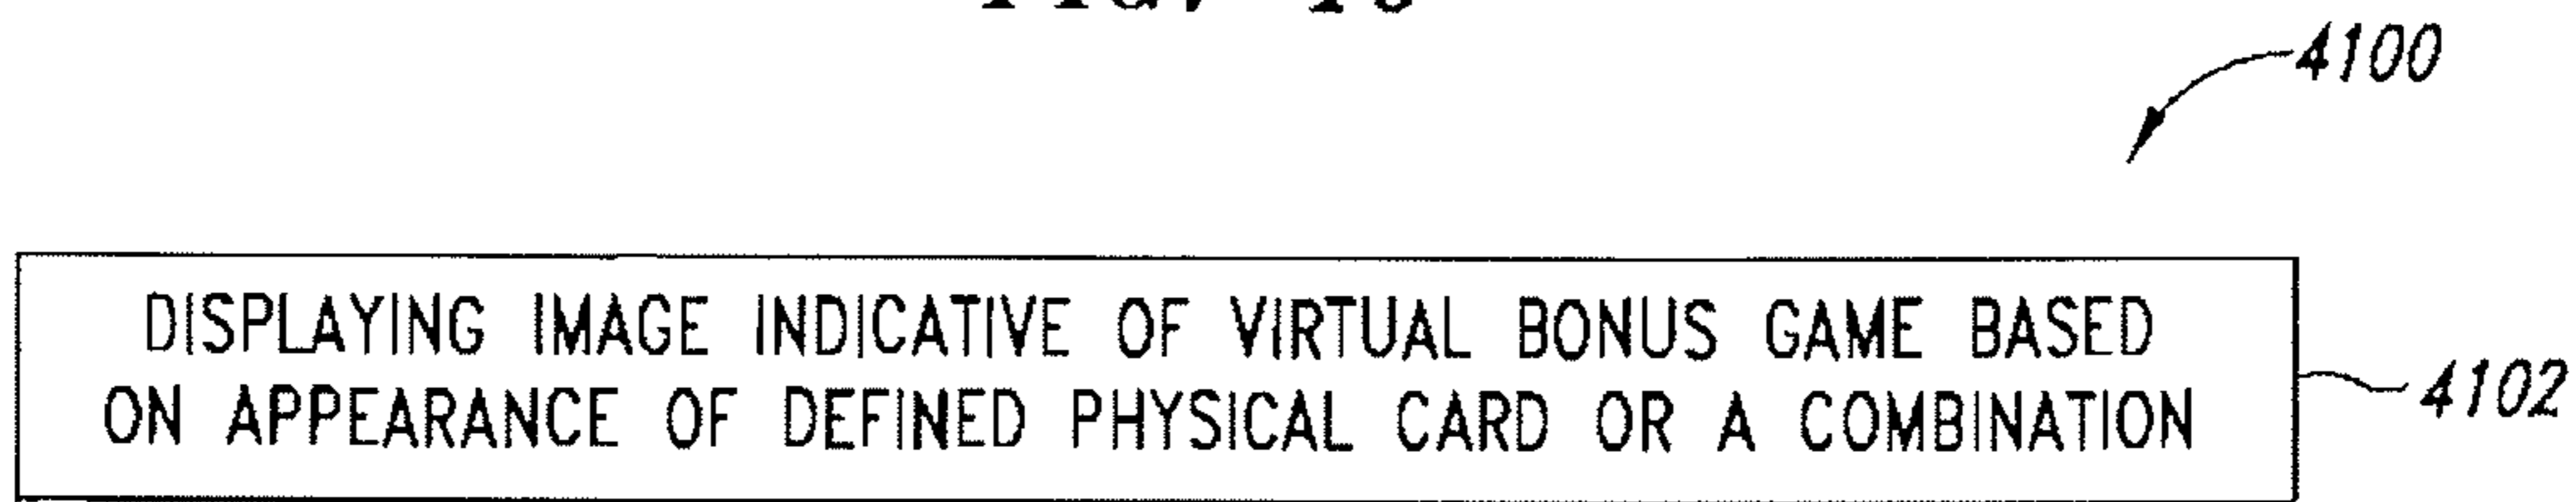 4100
DISPLAYING IMAGE INDICATIVE OF VIRTUAL BONUS GAME BASED
ON APPEARANCE OF DEFINED PHYSICAL CARD OR A COMBINATION
4102